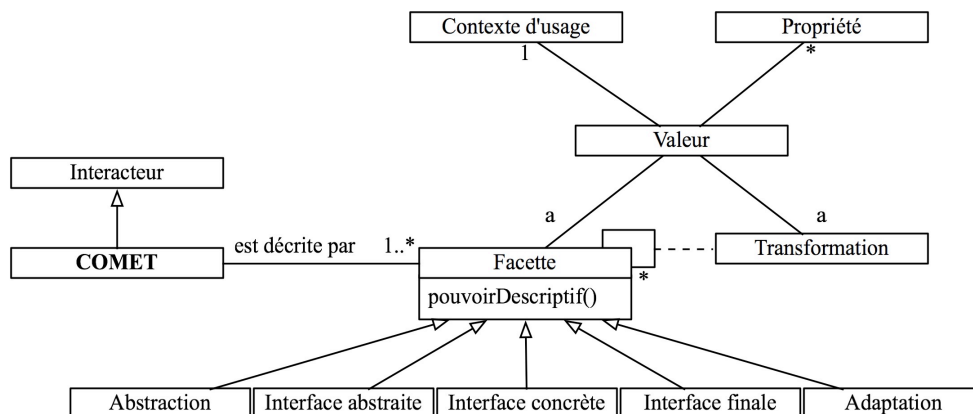 Contexte d'usage
Propriété
1
*
Valeur
Interacteur
a
a
est décrite par
1..*
COMET
Facette
*
Transformation
pouvoirDescriptif()
Abstraction
Interface abstraite
Interface concrète
Interface finale
Adaptation